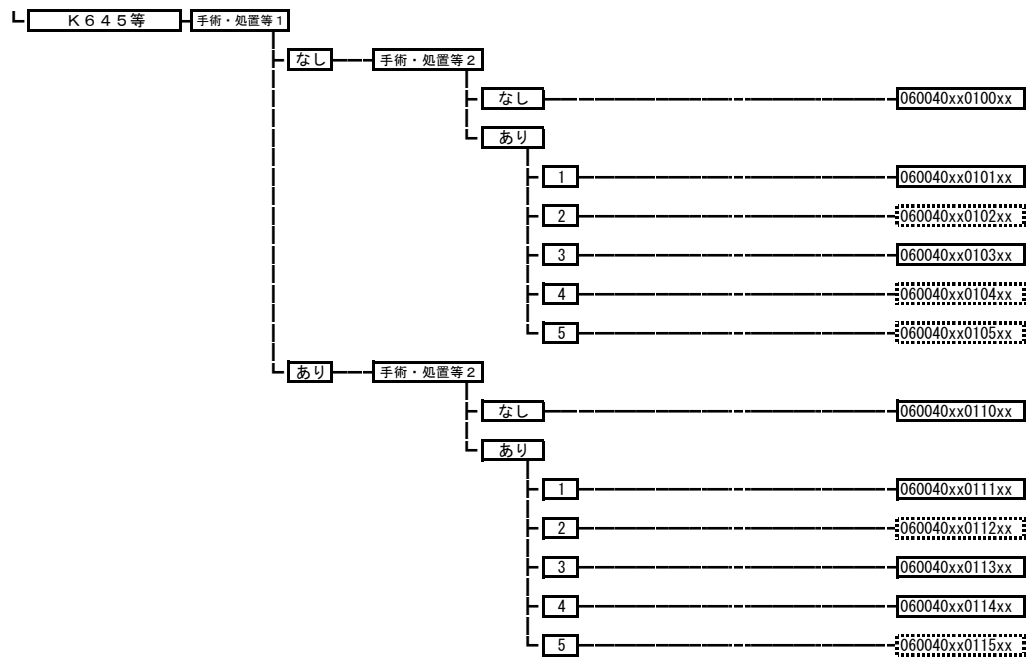 K645等 手術・処置等1
なし 手術・処置等2
なし 060040xx0100xx
あり
1 060040xx0101xx
2 060040xx0102xx
3 060040xx0103xx
4 060040xx0104xx
5 060040xx0105xx
あり 手術・処置等2
なし 060040xx0110xx
あり
1 060040xx0111xx
2 060040xx0112xx
3 060040xx0113xx
4 060040xx0114xx
5 060040xx0115xx